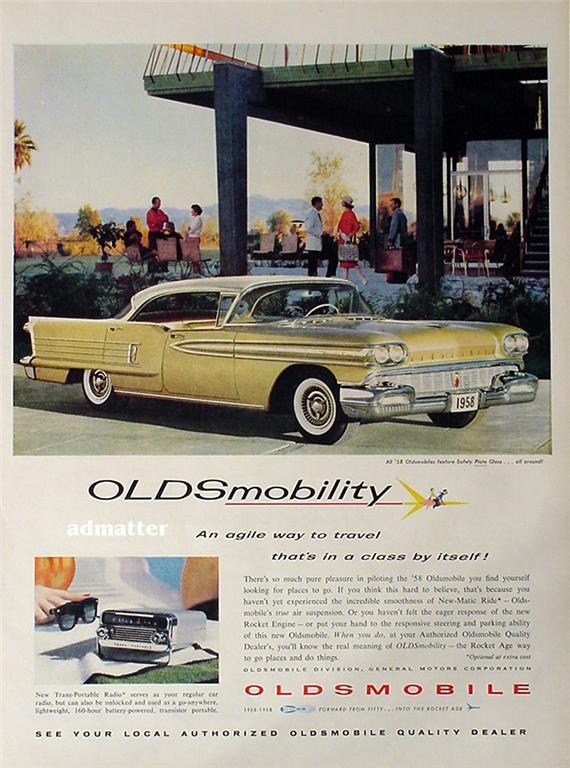 OLDSMOBILE
1958
All '58 Oldsmobiles feature Safety Plate Glass . . . all around!
OLDSmobility
admatter
An agile way to travel
that's in a class by itself!
There's so much pure pleasure in piloting the '58 Oldsmobile you find yourself
looking for places to go. If you think this hard to believe, that's because you
haven't yet experienced the incredible smoothness of New-Matic Ride* — Olds-
mobile's true air suspension. Or you haven't felt the eager response of the new
Rocket Engine — or put your hand to the responsive steering and parking ability
of this new Oldsmobile. When you do, at your Authorized Oldsmobile Quality
Dealer's, you'll know the real meaning of OLDSmobility — the Rocket Age way
to go places and do things.
*Optional at extra cost
OLDSMOBILE DIVISION, GENERAL MOTORS CORPORATION
TRANS-PORTABLE
New Trans-Portable Radio* serves as your regular car
radio, but can also be unlocked and used as a go-anywhere,
lightweight, 160-hour battery-powered, transistor portable.
OLDSMOBILE
1908-1958 FORWARD FROM FIFTY...INTO THE ROCKET AGE
SEE YOUR LOCAL AUTHORIZED OLDSMOBILE QUALITY DEALER